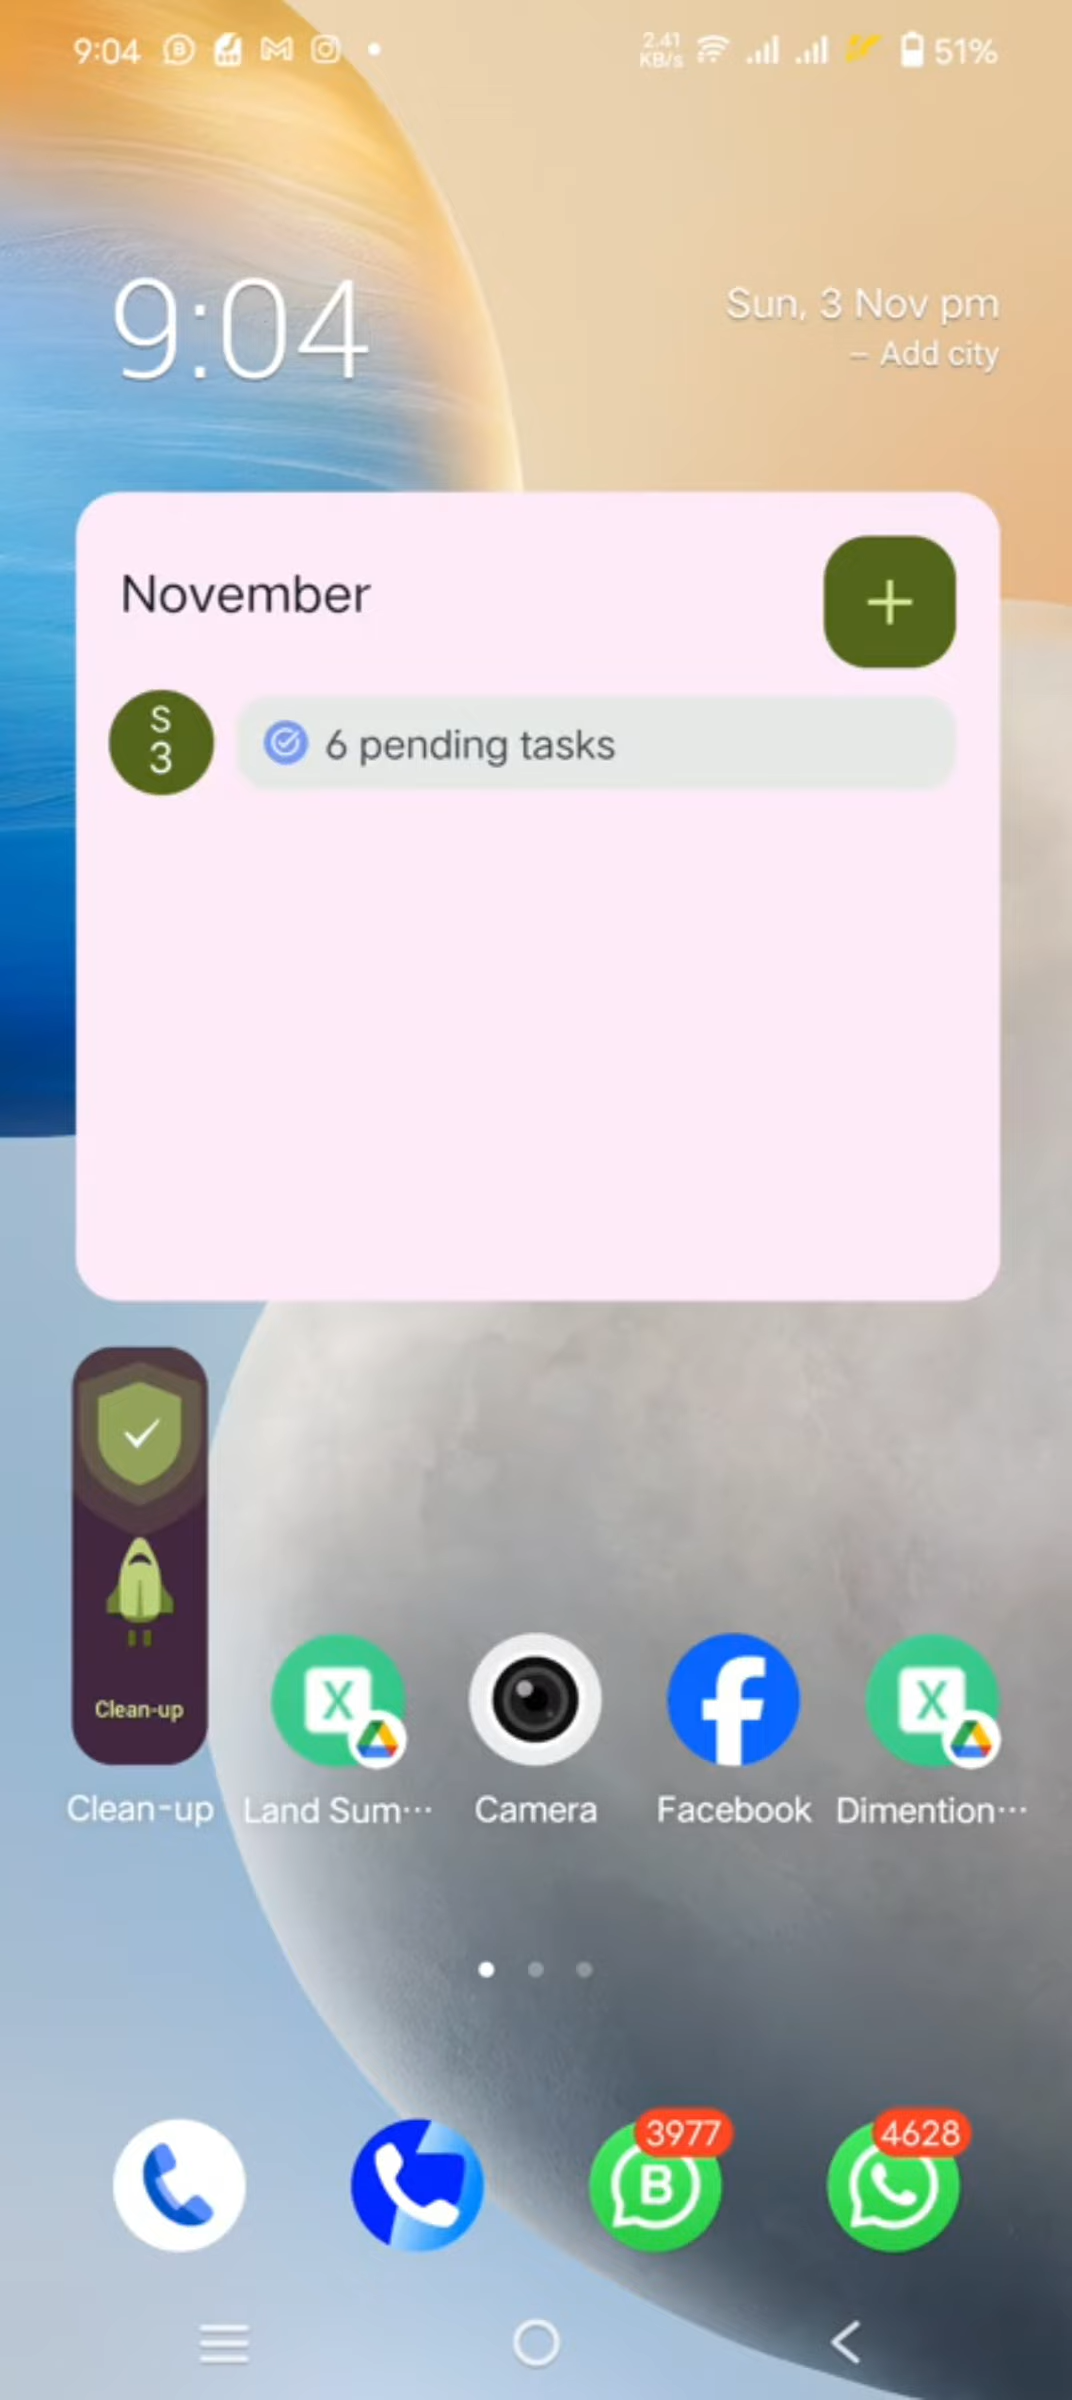 9:04
2.41
KB/s
51%
9:04
Sun, 3 Nov pm
– Add city
November
S
3
6 pending tasks
Clean-up
Clean-up
Land Sum···
Camera
Facebook
Dimention···
3977
4628